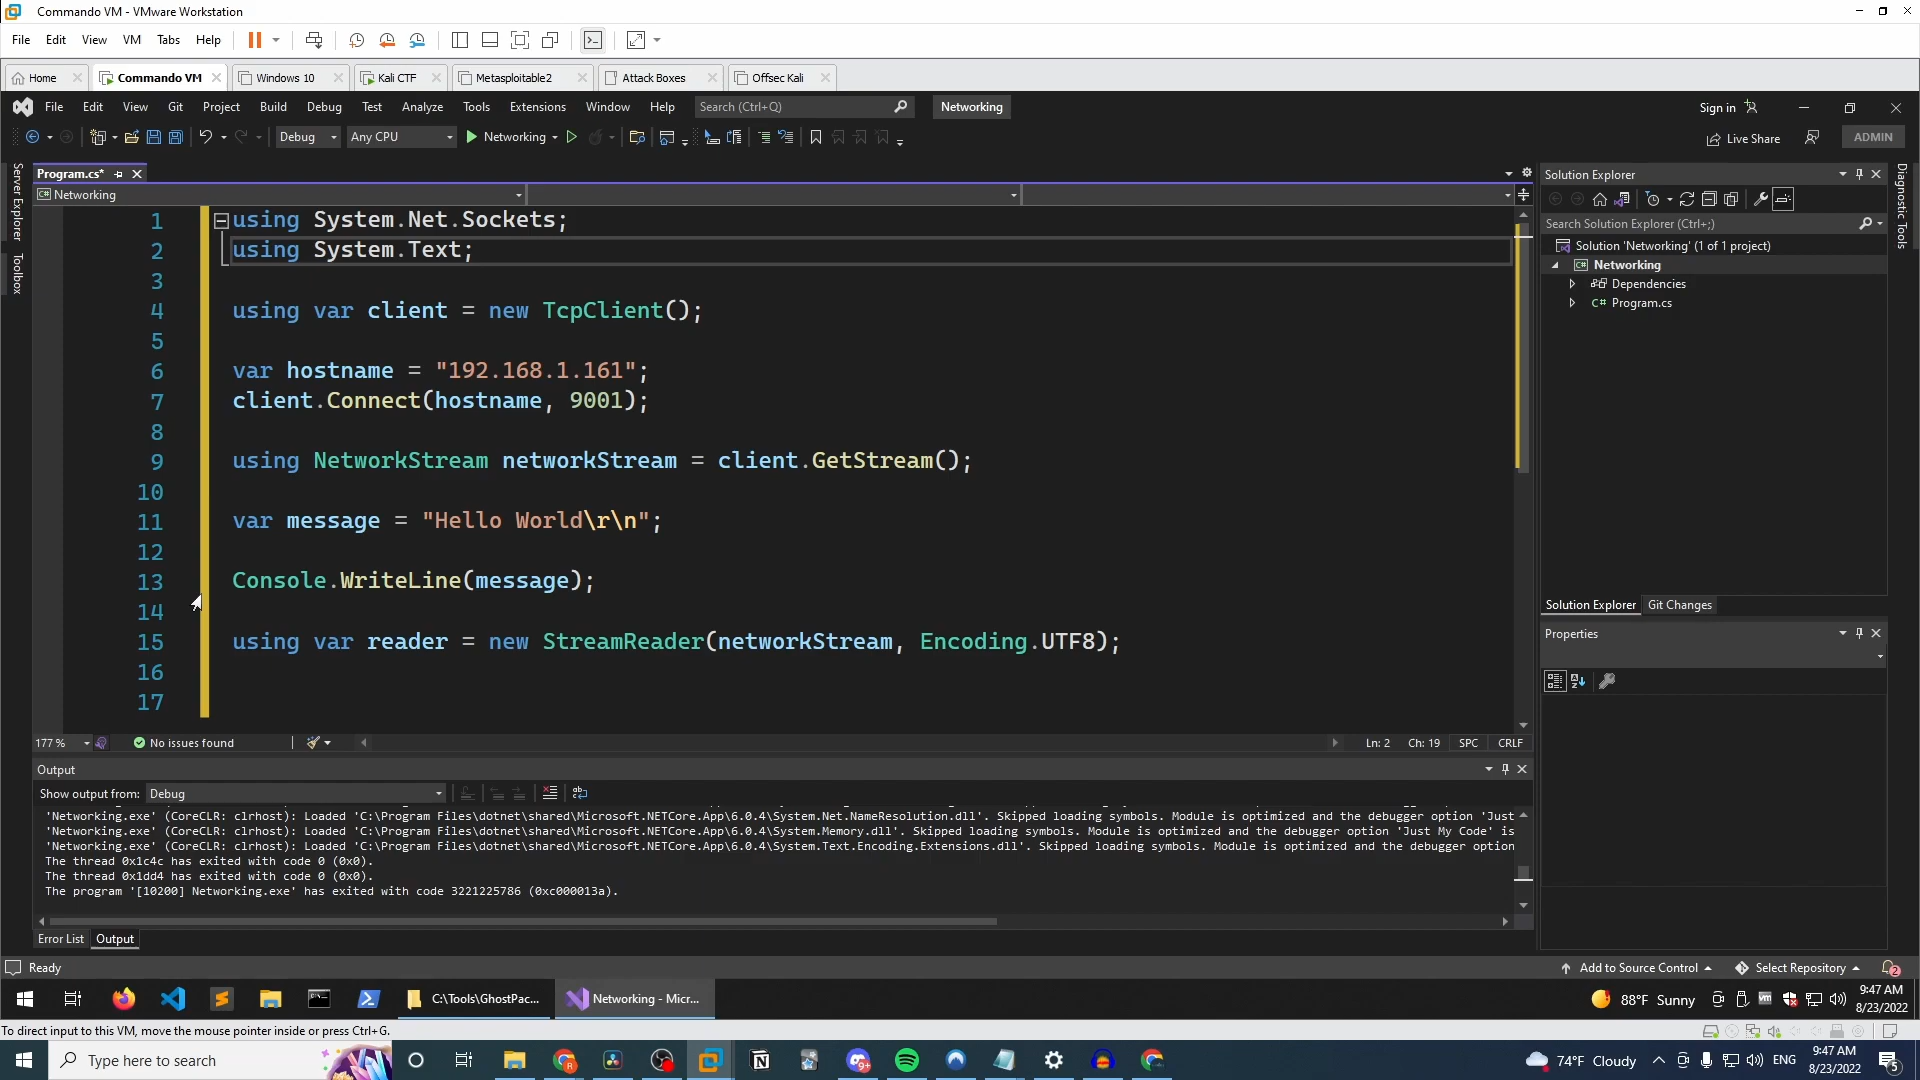 Commando VM - VMware Workstation
File Edit View VM Tabs Help
Home Commando VM Windows 10 Kali CTF Metasploitable2 Attack Boxes Offsec Kali
File Edit View Git Project Build Debug Test Analyze Tools Extensions Window Help Search (Ctrl+Q) Networking Sign in
Debug Any CPU Networking Live Share ADMIN
Server Explorer
Toolbox
Program.cs*
Networking
1 using System.Net.Sockets;
2 using System.Text;
3
4 using var client = new TcpClient();
5
6 var hostname = "192.168.1.161";
7 client.Connect(hostname, 9001);
8
9 using NetworkStream networkStream = client.GetStream();
10
11 var message = "Hello World\r\n";
12
13 Console.WriteLine(message);
14
15 using var reader = new StreamReader(networkStream, Encoding.UTF8);
16
17
177 % No issues found Ln: 2 Ch: 19 SPC CRLF
Output
Show output from: Debug
'Networking.exe' (CoreCLR: clrhost): Loaded 'C:\Program Files\dotnet\shared\Microsoft.NETCore.App\6.0.4\System.Net.NameResolution.dll'. Skipped loading symbols. Module is optimized and the debugger option 'Just
'Networking.exe' (CoreCLR: clrhost): Loaded 'C:\Program Files\dotnet\shared\Microsoft.NETCore.App\6.0.4\System.Memory.dll'. Skipped loading symbols. Module is optimized and the debugger option 'Just My Code' is
'Networking.exe' (CoreCLR: clrhost): Loaded 'C:\Program Files\dotnet\shared\Microsoft.NETCore.App\6.0.4\System.Text.Encoding.Extensions.dll'. Skipped loading symbols. Module is optimized and the debugger option
The thread 0x1c4c has exited with code 0 (0x0).
The thread 0x1dd4 has exited with code 0 (0x0).
The program '[10200] Networking.exe' has exited with code 3221225786 (0xc000013a).
Error List Output
Solution Explorer
Search Solution Explorer (Ctrl+;)
Solution 'Networking' (1 of 1 project)
Networking
Dependencies
C# Program.cs
Solution Explorer Git Changes
Properties
Diagnostic Tools
Ready Add to Source Control Select Repository 2
C:\Tools\GhostPac... Networking - Micr... 88°F Sunny 9:47 AM
8/23/2022
To direct input to this VM, move the mouse pointer inside or press Ctrl+G.
Type here to search 74°F Cloudy ENG 9:47 AM
8/23/2022 5